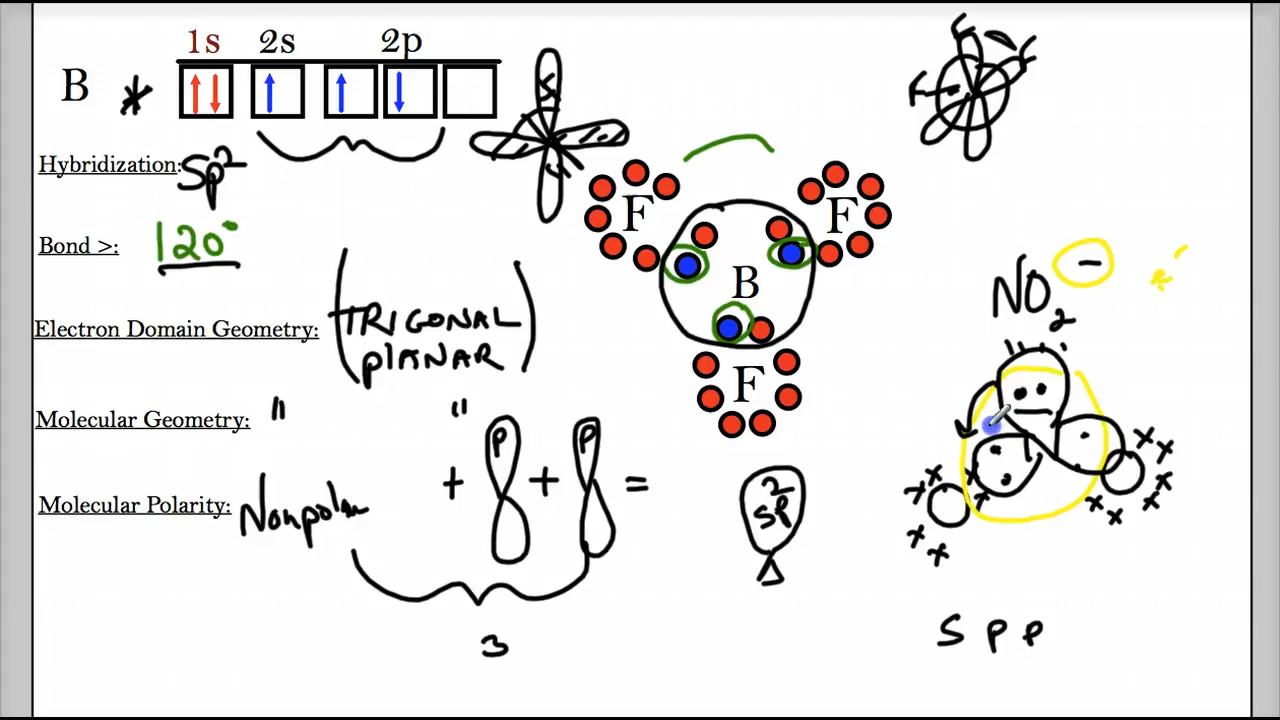 1s 2s 2p
B *
Hybridization: Sp²
Bond >: 120°
Electron Domain Geometry: (TRIGONAL
PLANAR)
Molecular Geometry: " "
Molecular Polarity: Nonpolar
+ p + p =
3
sp²
F F
B
F
F F
F
NO₂⁻
S P P